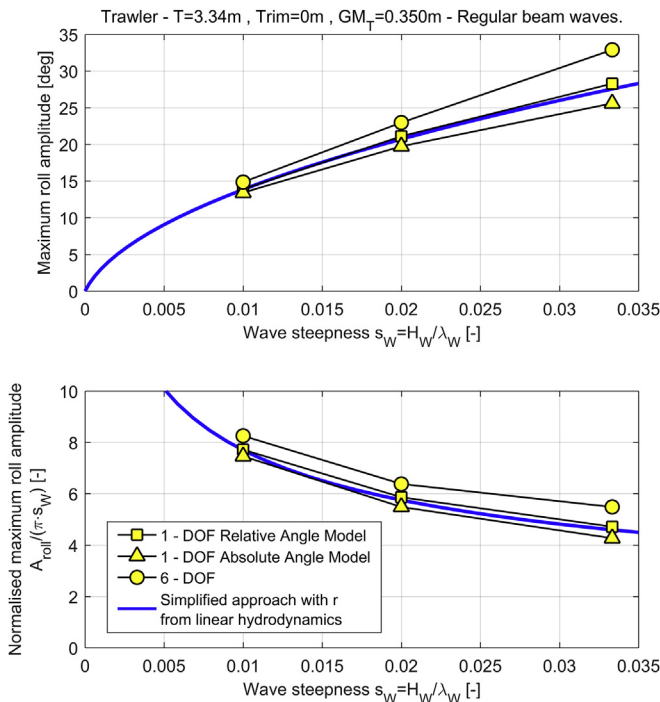 Trawler - T=3.34m , Trim=0m , GM_T=0.350m - Regular beam waves.
Maximum roll amplitude [deg]
35
30
25
20
15
10
5
0
0 0.005 0.01 0.015 0.02 0.025 0.03 0.035
Wave steepness s_W=H_W/λ_W [-]
Normalised maximum roll amplitude
A_roll/(π·s_W) [-]
10
8
6
4
2
0
1 - DOF Relative Angle Model
1 - DOF Absolute Angle Model
6 - DOF
Simplified approach with r
from linear hydrodynamics
0 0.005 0.01 0.015 0.02 0.025 0.03 0.035
Wave steepness s_W=H_W/λ_W [-]